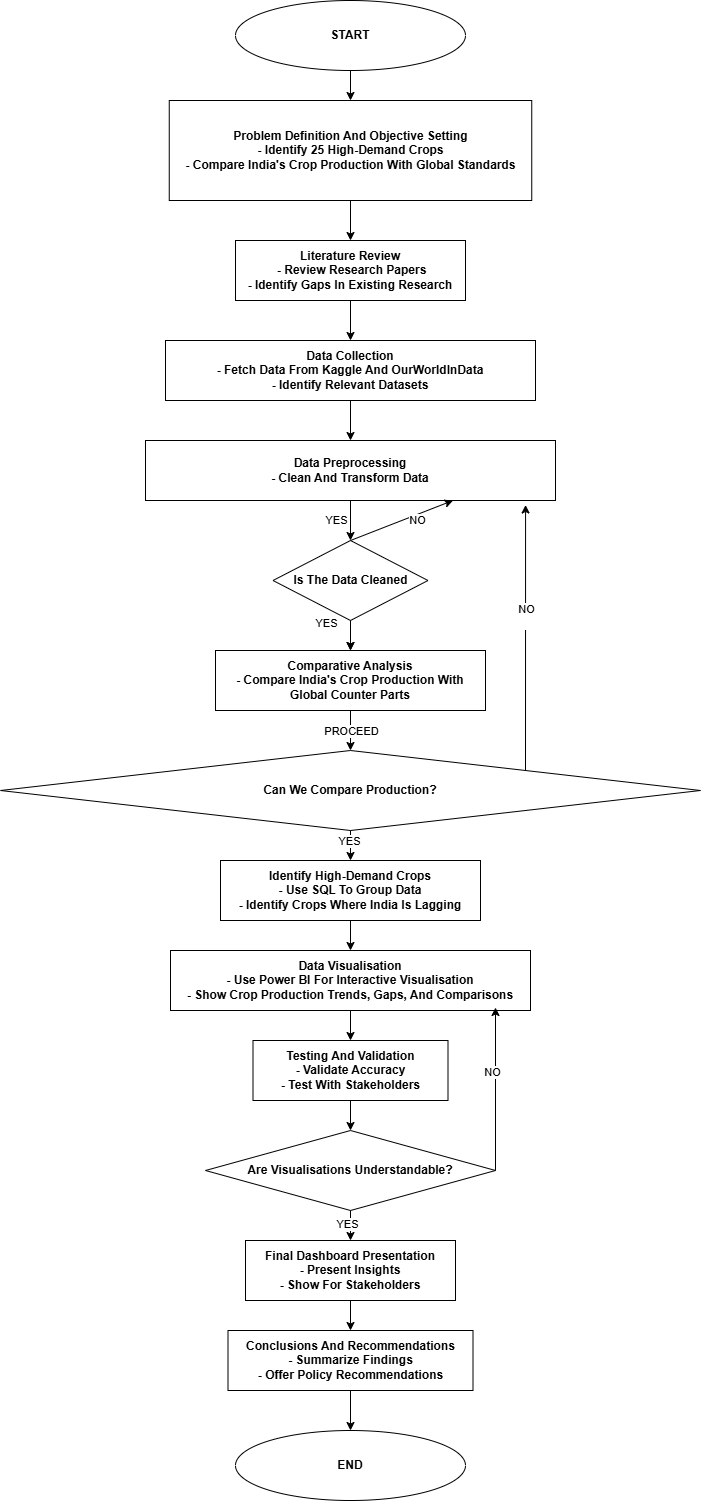 START
Problem Definition And Objective Setting
- Identify 25 High-Demand Crops
- Compare India's Crop Production With Global Standards
Literature Review
- Review Research Papers
- Identify Gaps In Existing Research
Data Collection
- Fetch Data From Kaggle And OurWorldInData
- Identify Relevant Datasets
Data Preprocessing
- Clean And Transform Data
YES
NO
Is The Data Cleaned
NO
YES
Comparative Analysis
- Compare India's Crop Production With
Global Counter Parts
PROCEED
Can We Compare Production?
YES
Identify High-Demand Crops
- Use SQL To Group Data
- Identify Crops Where India Is Lagging
Data Visualisation
- Use Power BI For Interactive Visualisation
- Show Crop Production Trends, Gaps, And Comparisons
Testing And Validation
- Validate Accuracy
- Test With Stakeholders
NO
Are Visualisations Understandable?
YES
Final Dashboard Presentation
- Present Insights
- Show For Stakeholders
Conclusions And Recommendations
- Summarize Findings
- Offer Policy Recommendations
END